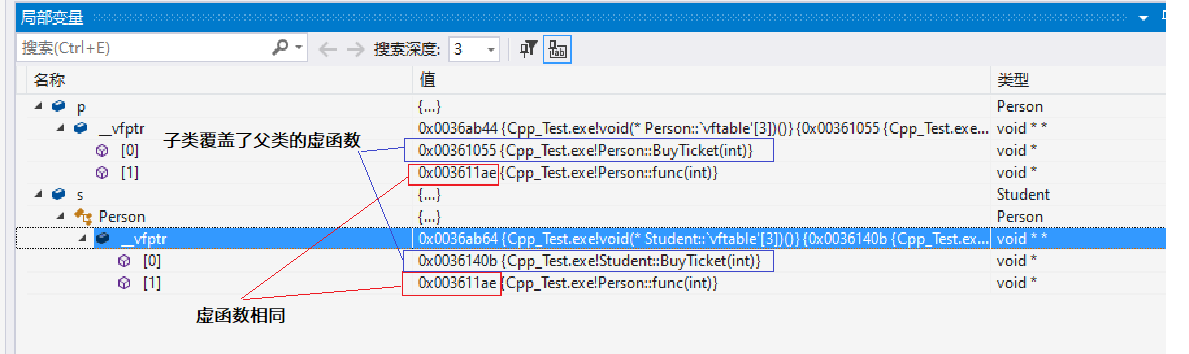 局部变量
搜索(Ctrl+E) 搜索深度: 3
名称 值 类型
p {...} Person
__vfptr 0x0036ab44 {Cpp_Test.exe!void(* Person::`vftable'[3])()} {0x00361055 {Cpp_Test.exe... void * *
子类覆盖了父类的虚函数
[0] 0x00361055 {Cpp_Test.exe!Person::BuyTicket(int)} void *
[1] 0x003611ae {Cpp_Test.exe!Person::func(int)} void *
s {...} Student
Person {...} Person
__vfptr 0x0036ab64 {Cpp_Test.exe!void(* Student::`vftable'[3])()} {0x0036140b {Cpp_Test.ex... void * *
[0] 0x0036140b {Cpp_Test.exe!Student::BuyTicket(int)} void *
[1] 0x003611ae {Cpp_Test.exe!Person::func(int)} void *
虚函数相同